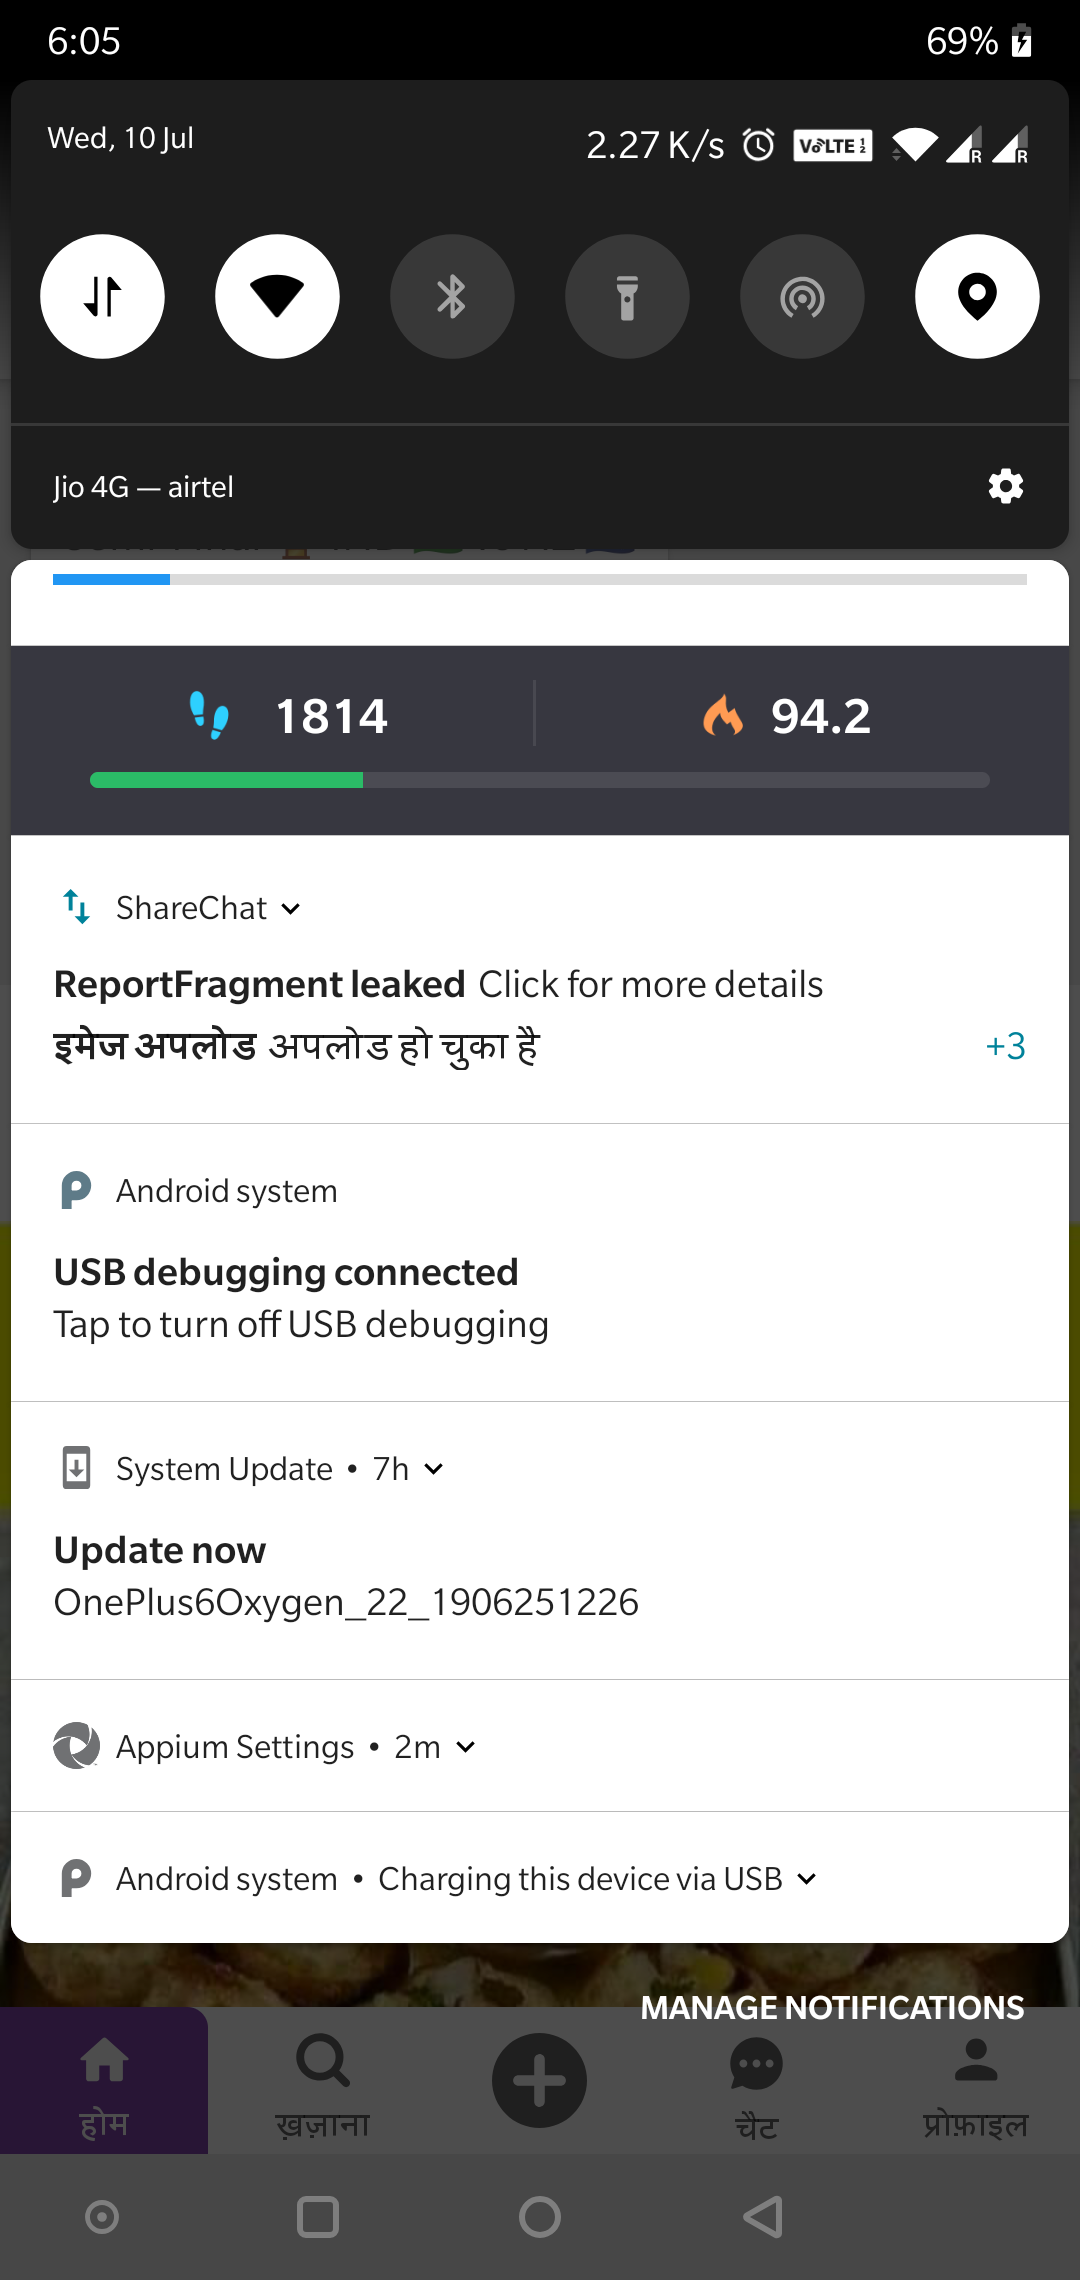 6:05
69%
Wed, 10 Jul
2.27 K/s
VoLTE 1 2
R R
Jio 4G — airtel
1814
94.2
ShareChat
ReportFragment leaked Click for more details
इमेज अपलोड अपलोड हो चुका है
+3
Android system
USB debugging connected
Tap to turn off USB debugging
System Update • 7h
Update now
OnePlus6Oxygen_22_1906251226
Appium Settings • 2m
Android system • Charging this device via USB
MANAGE NOTIFICATIONS
होम
ख़ज़ाना
चैट
प्रोफ़ाइल